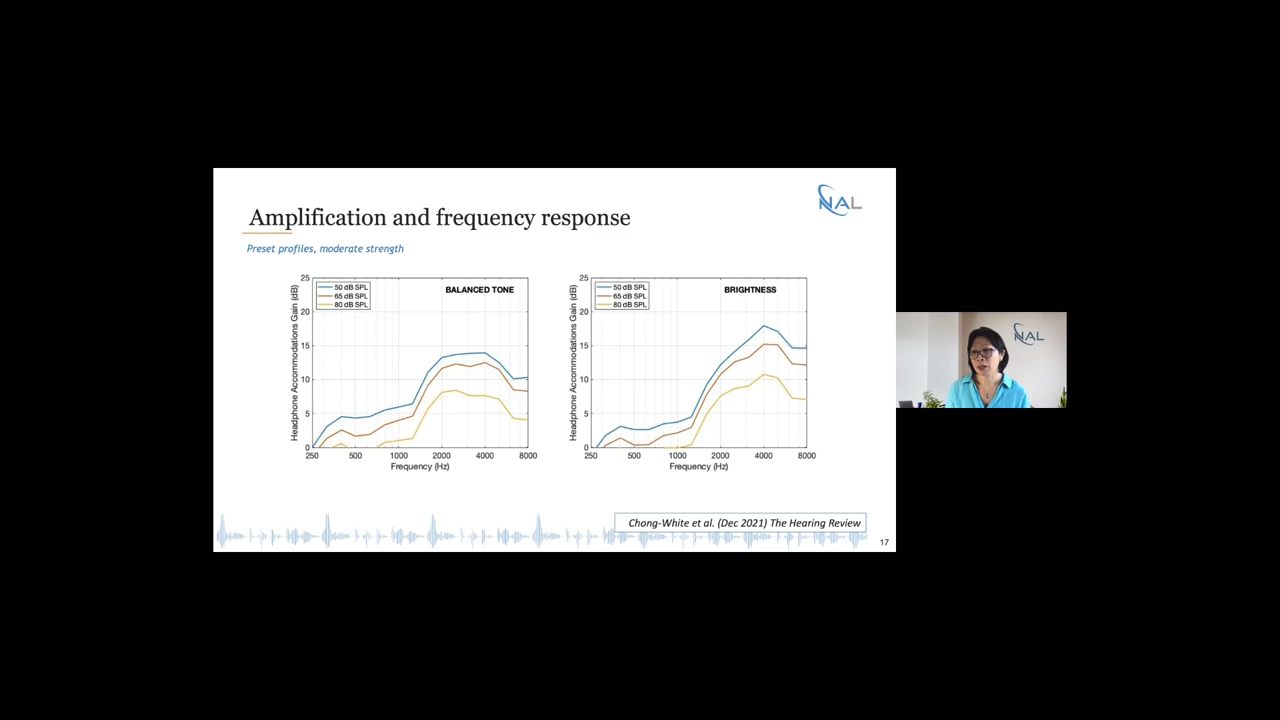 NAL
Amplification and frequency response
Preset profiles, moderate strength
Headphone Accommodations Gain (dB)
25
20
15
10
5
0
50 dB SPL
65 dB SPL
80 dB SPL
BALANCED TONE
250
500
1000
2000
4000
8000
Frequency (Hz)
Headphone Accommodations Gain (dB)
25
20
15
10
5
0
50 dB SPL
65 dB SPL
80 dB SPL
BRIGHTNESS
250
500
1000
2000
4000
8000
Frequency (Hz)
NAL
Chong-White et al. (Dec 2021) The Hearing Review
17